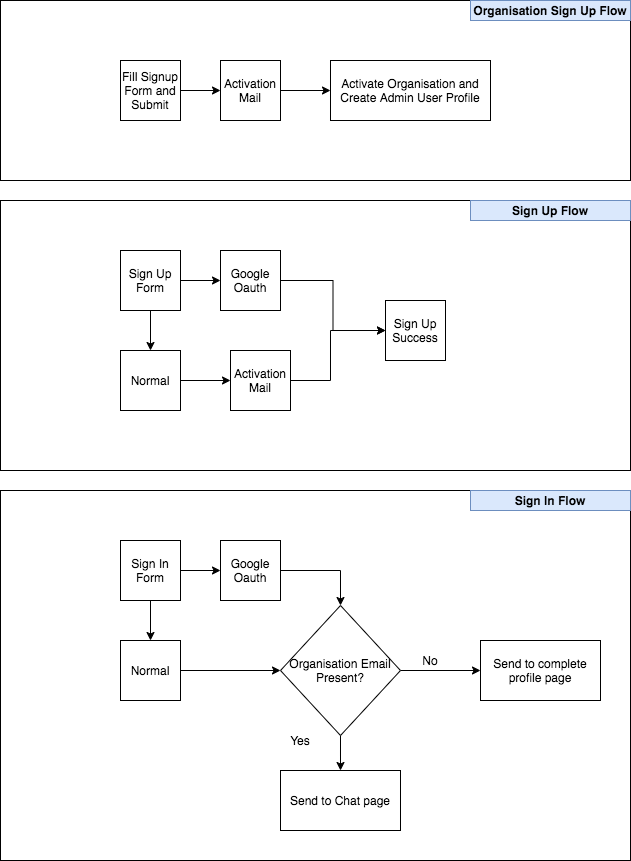 Organisation Sign Up Flow
Fill Signup
Form and
Submit
Activation
Mail
Activate Organisation and
Create Admin User Profile
Sign Up Flow
Sign Up
Form
Google
Oauth
Sign Up
Success
Normal
Activation
Mail
Sign In Flow
Sign In
Form
Google
Oauth
Normal
Organisation Email
Present?
No
Send to complete
profile page
Yes
Send to Chat page